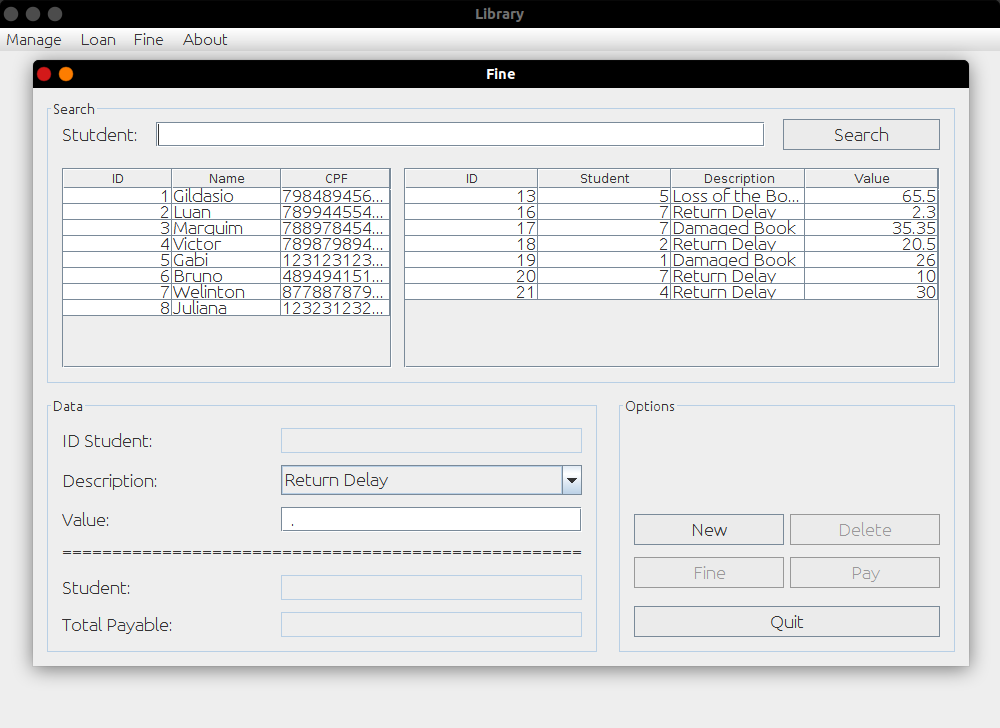 Library
Manage Loan Fine About
Fine
Search
Stutdent: Search
ID Name CPF ID Student Description Value
1 Gildasio 798489456... 13 5 Loss of the Bo... 65.5
2 Luan 789944554... 16 7 Return Delay 2.3
3 Marquim 788978454... 17 7 Damaged Book 35.35
4 Victor 789879894... 18 2 Return Delay 20.5
5 Gabi 123123123... 19 1 Damaged Book 26
6 Bruno 489494151... 20 7 Return Delay 10
7 Welinton 877887879... 21 4 Return Delay 30
8 Juliana 123231232...
Data Options
ID Student:
Description: Return Delay
Value: .
New Delete
====================================================
Fine Pay
Student:
Total Payable: Quit